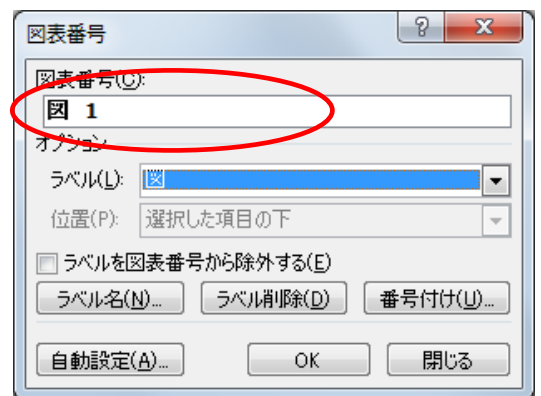 図表番号
図表番号(C):
図 1
オプション
ラベル(L): 図
位置(P): 選択した項目の下
ラベルを図表番号から除外する(E)
ラベル名(N)... ラベル削除(D) 番号付け(U)...
自動設定(A)... OK 閉じる